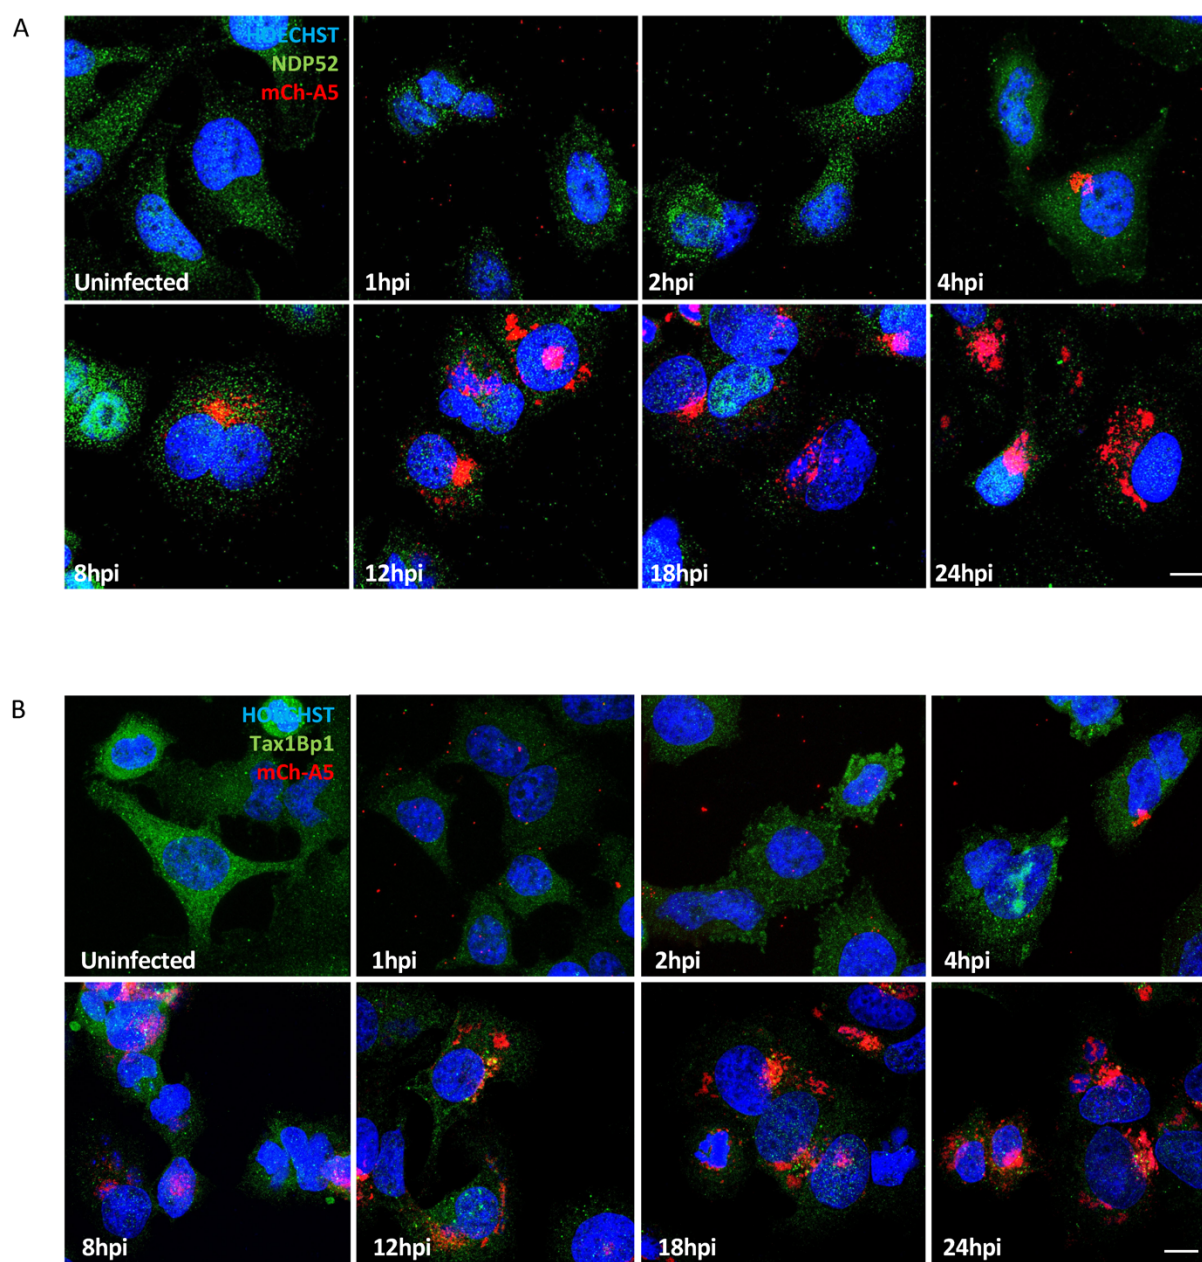 A
HOECHST
NDP52
mCh-A5
Uninfected
1hpi
2hpi
4hpi
8hpi
12hpi
18hpi
24hpi
B
HOECHST
Tax1Bp1
mCh-A5
Uninfected
1hpi
2hpi
4hpi
8hpi
12hpi
18hpi
24hpi